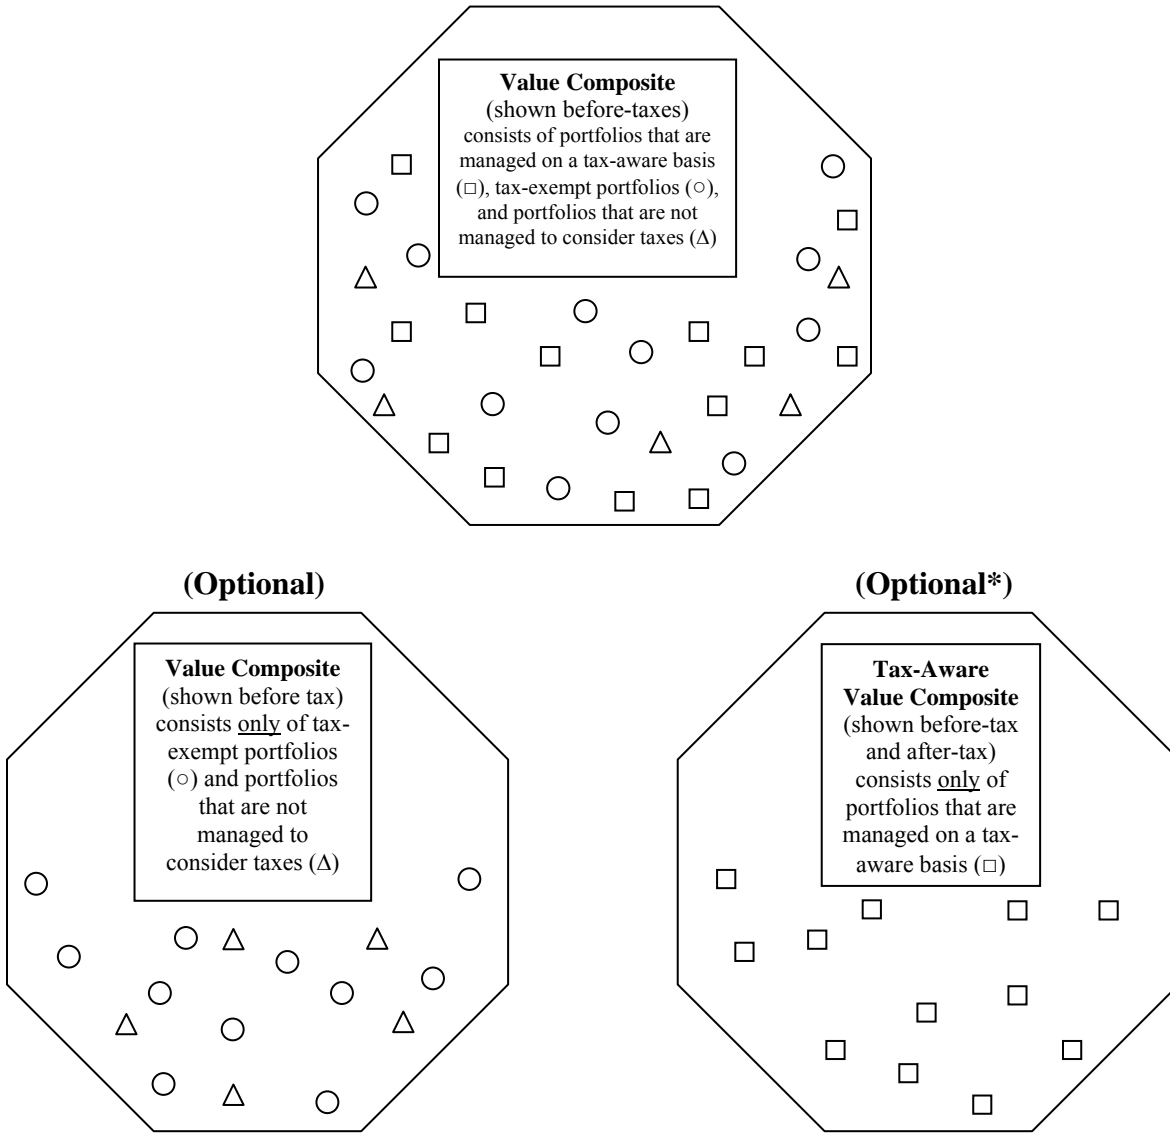 Value Composite
(shown before-taxes)
consists of portfolios that are
managed on a tax-aware basis
(□), tax-exempt portfolios (○),
and portfolios that are not
managed to consider taxes (Δ)
(Optional)
Value Composite
(shown before tax)
consists only of tax-
exempt portfolios
(○) and portfolios
that are not
managed to
consider taxes (Δ)
(Optional*)
Tax-Aware
Value Composite
(shown before-tax
and after-tax)
consists only of
portfolios that are
managed on a tax-
aware basis (□)